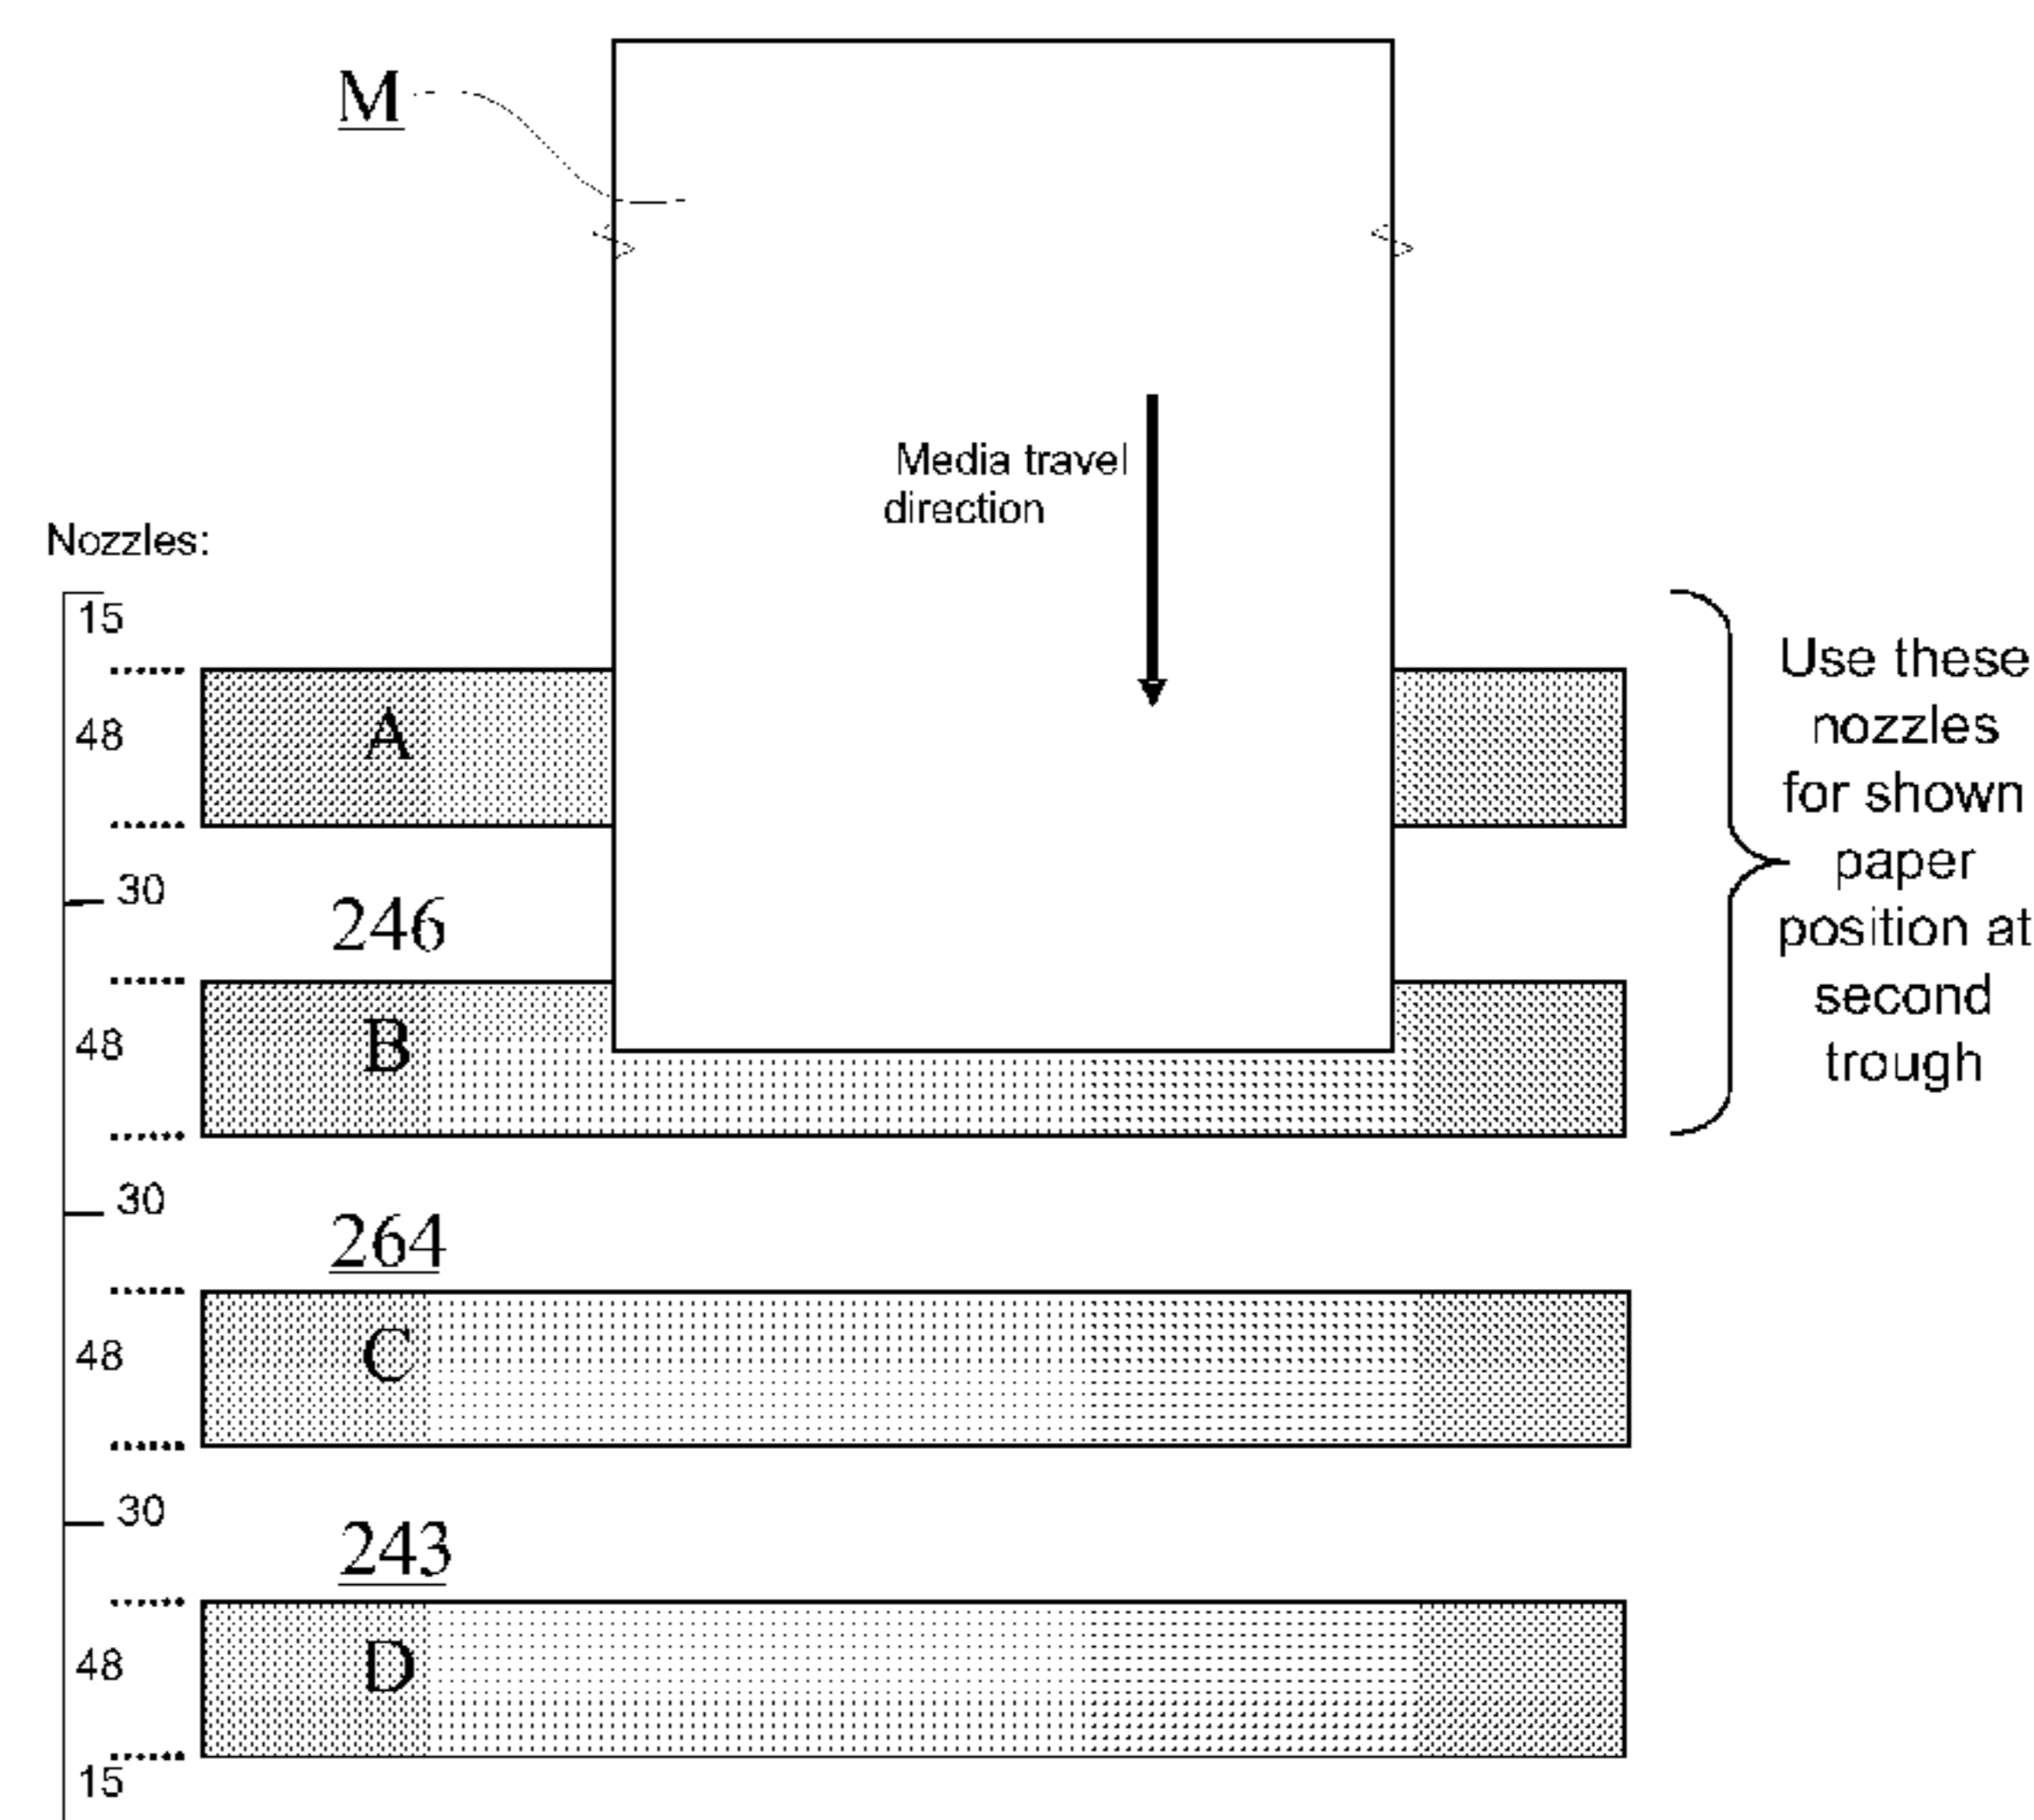 M
Media travel
direction
Nozzles:
15
48
A
30
246
48
B
30
264
48
C
30
243
48
D
15
Use these
nozzles
for shown
paper
position at
second
trough